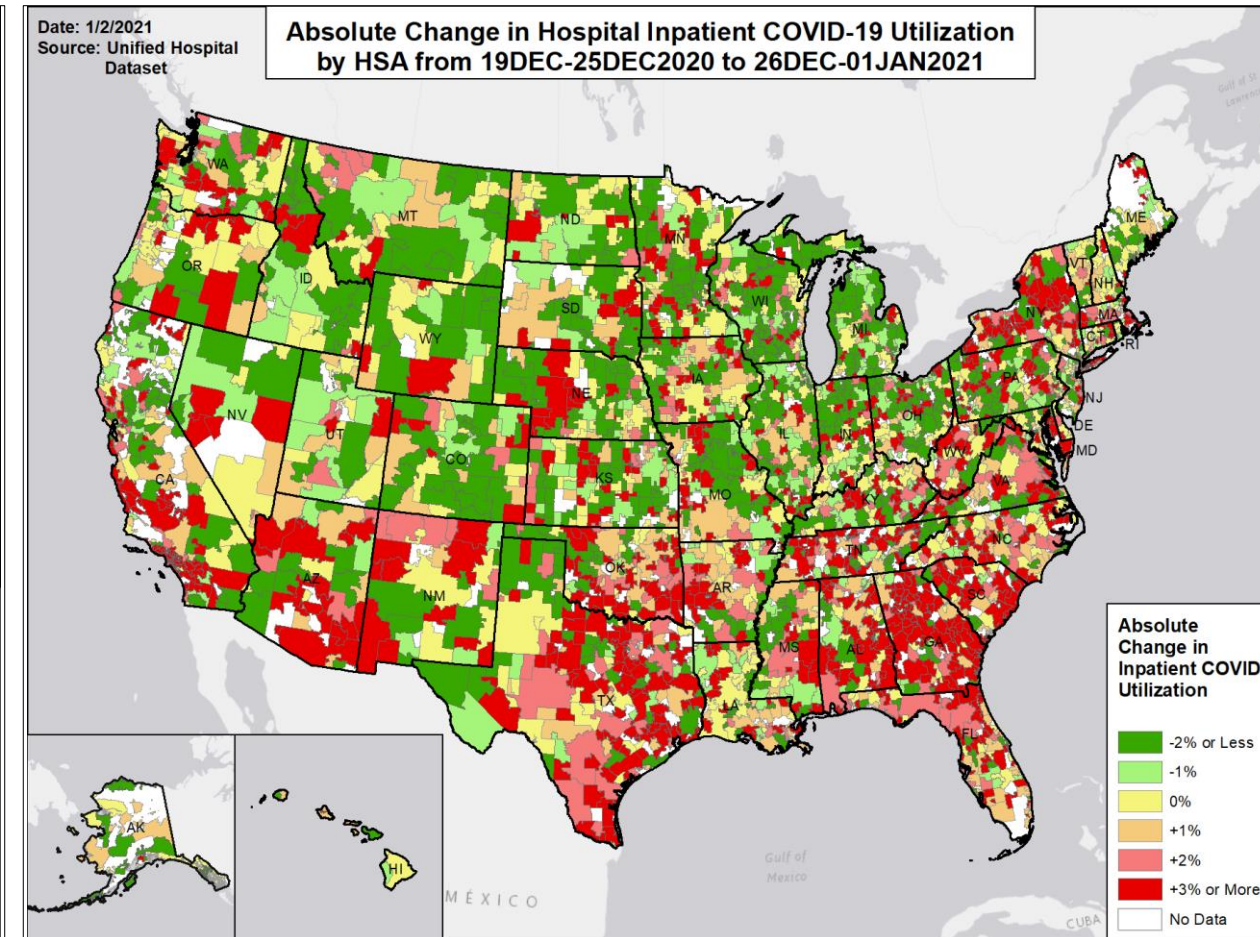 Date: 1/2/2021
Source: Unified Hospital
Dataset
Absolute Change in Hospital Inpatient COVID-19 Utilization
by HSA from 19DEC-25DEC2020 to 26DEC-01JAN2021
WA
MT
ND
MN
ME
OR
ID
SD
WI
MI
VT
NH
NY
MA
CT
RI
WY
NE
IA
PA
NJ
NV
UT
CO
IL
IN
OH
DE
MD
CA
KS
MO
KY
WV
VA
AZ
NM
OK
AR
TN
NC
SC
TX
LA
MS
AL
GA
FL
AK
HI
Gulf of
Mexico
MÉXICO
CUBA
Gulf of St.
Lawrence
Absolute
Change in
Inpatient COVID
Utilization
-2% or Less
-1%
0%
+1%
+2%
+3% or More
No Data